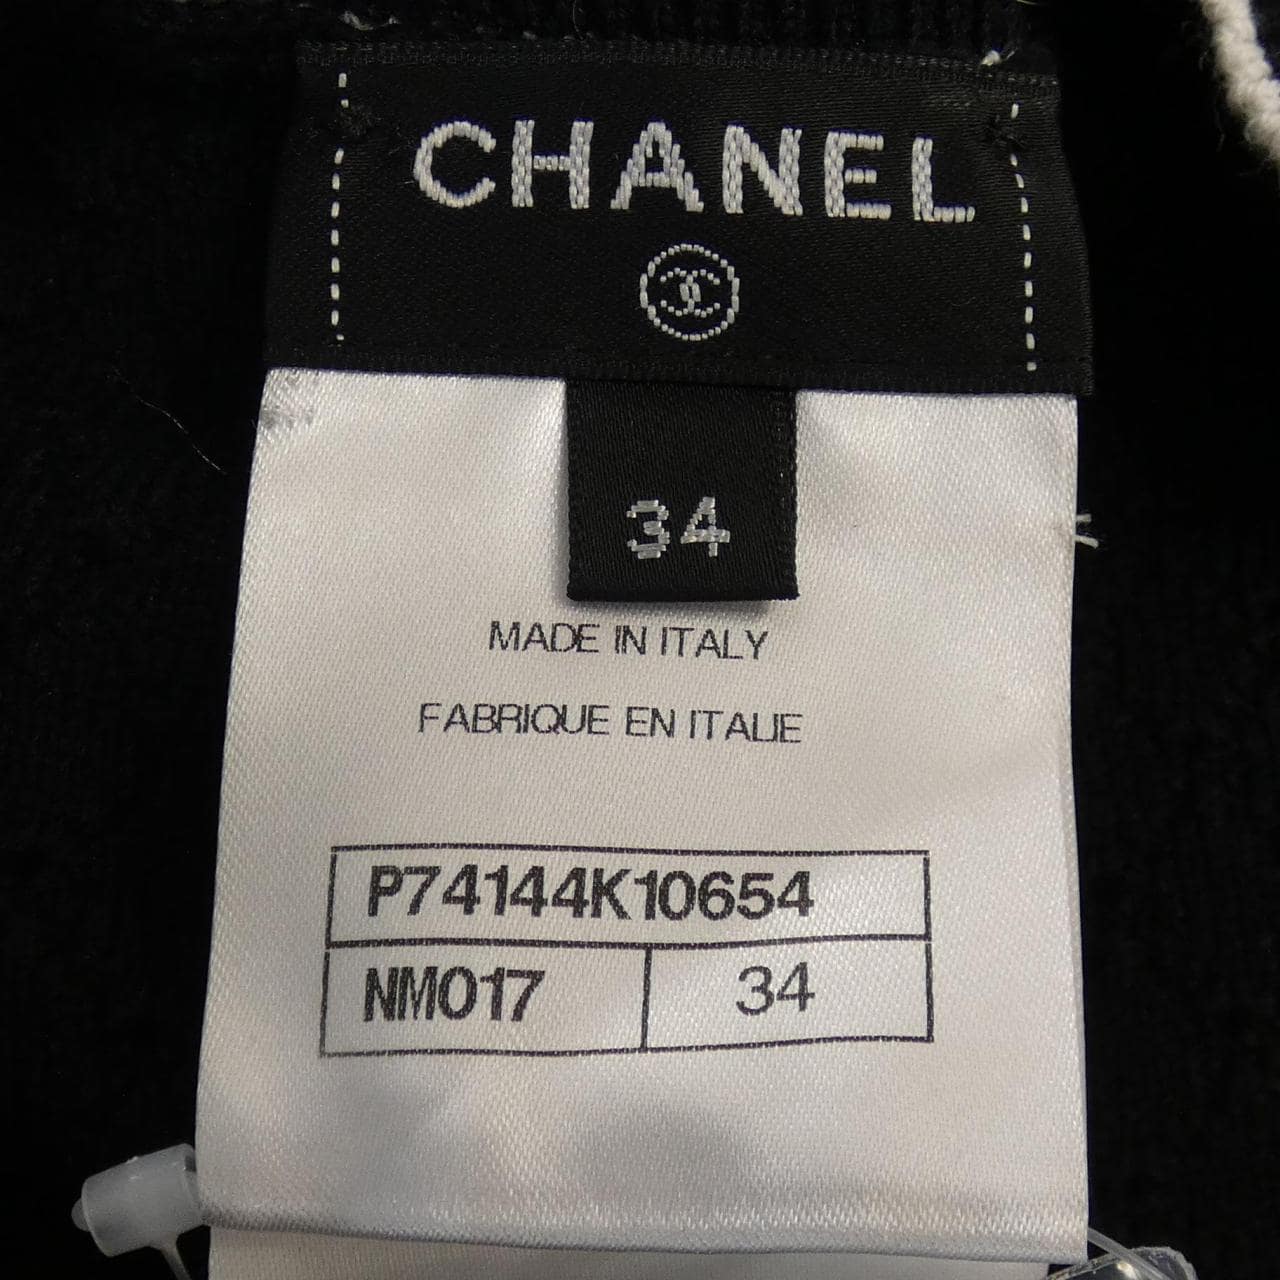 CHANEL
34
MADE IN ITALY
FABRIQUE EN ITALIE
P74144K10654
NM017 34